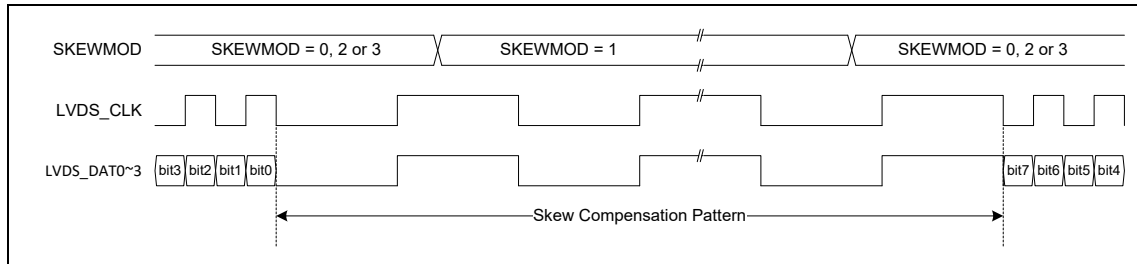 SKEWMOD SKEWMOD = 0, 2 or 3 SKEWMOD = 1 SKEWMOD = 0, 2 or 3
LVDS_CLK
LVDS_DAT0~3 bit3 bit2 bit1 bit0 bit7 bit6 bit5 bit4
Skew Compensation Pattern